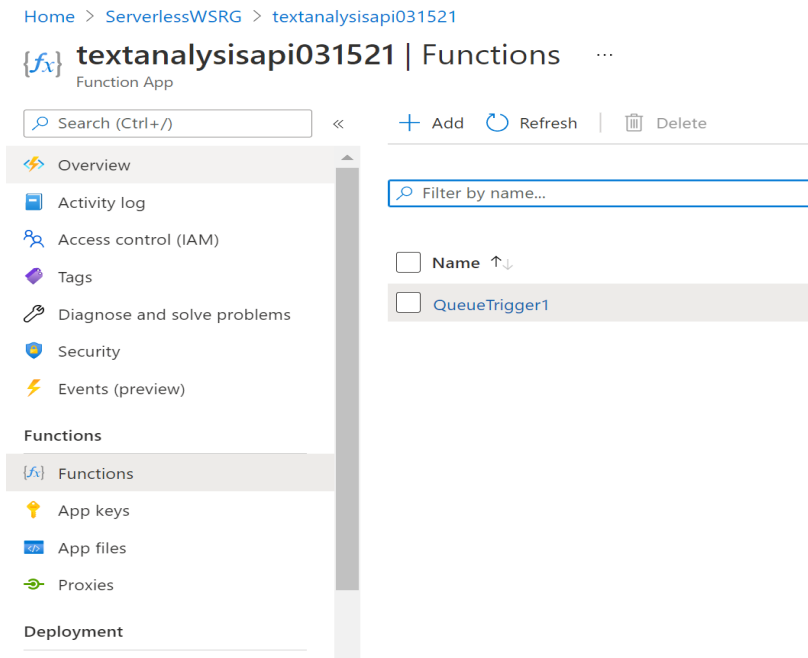 Home > ServerlessWSRG > textanalysisapi031521
{fx} textanalysisapi031521 | Functions ...
Function App
Search (Ctrl+/) «
Overview
Activity log
Access control (IAM)
Tags
Diagnose and solve problems
Security
Events (preview)
Functions
{fx} Functions
App keys
</> App files
Proxies
Deployment
+ Add Refresh | Delete
Filter by name...
Name ↑↓
QueueTrigger1